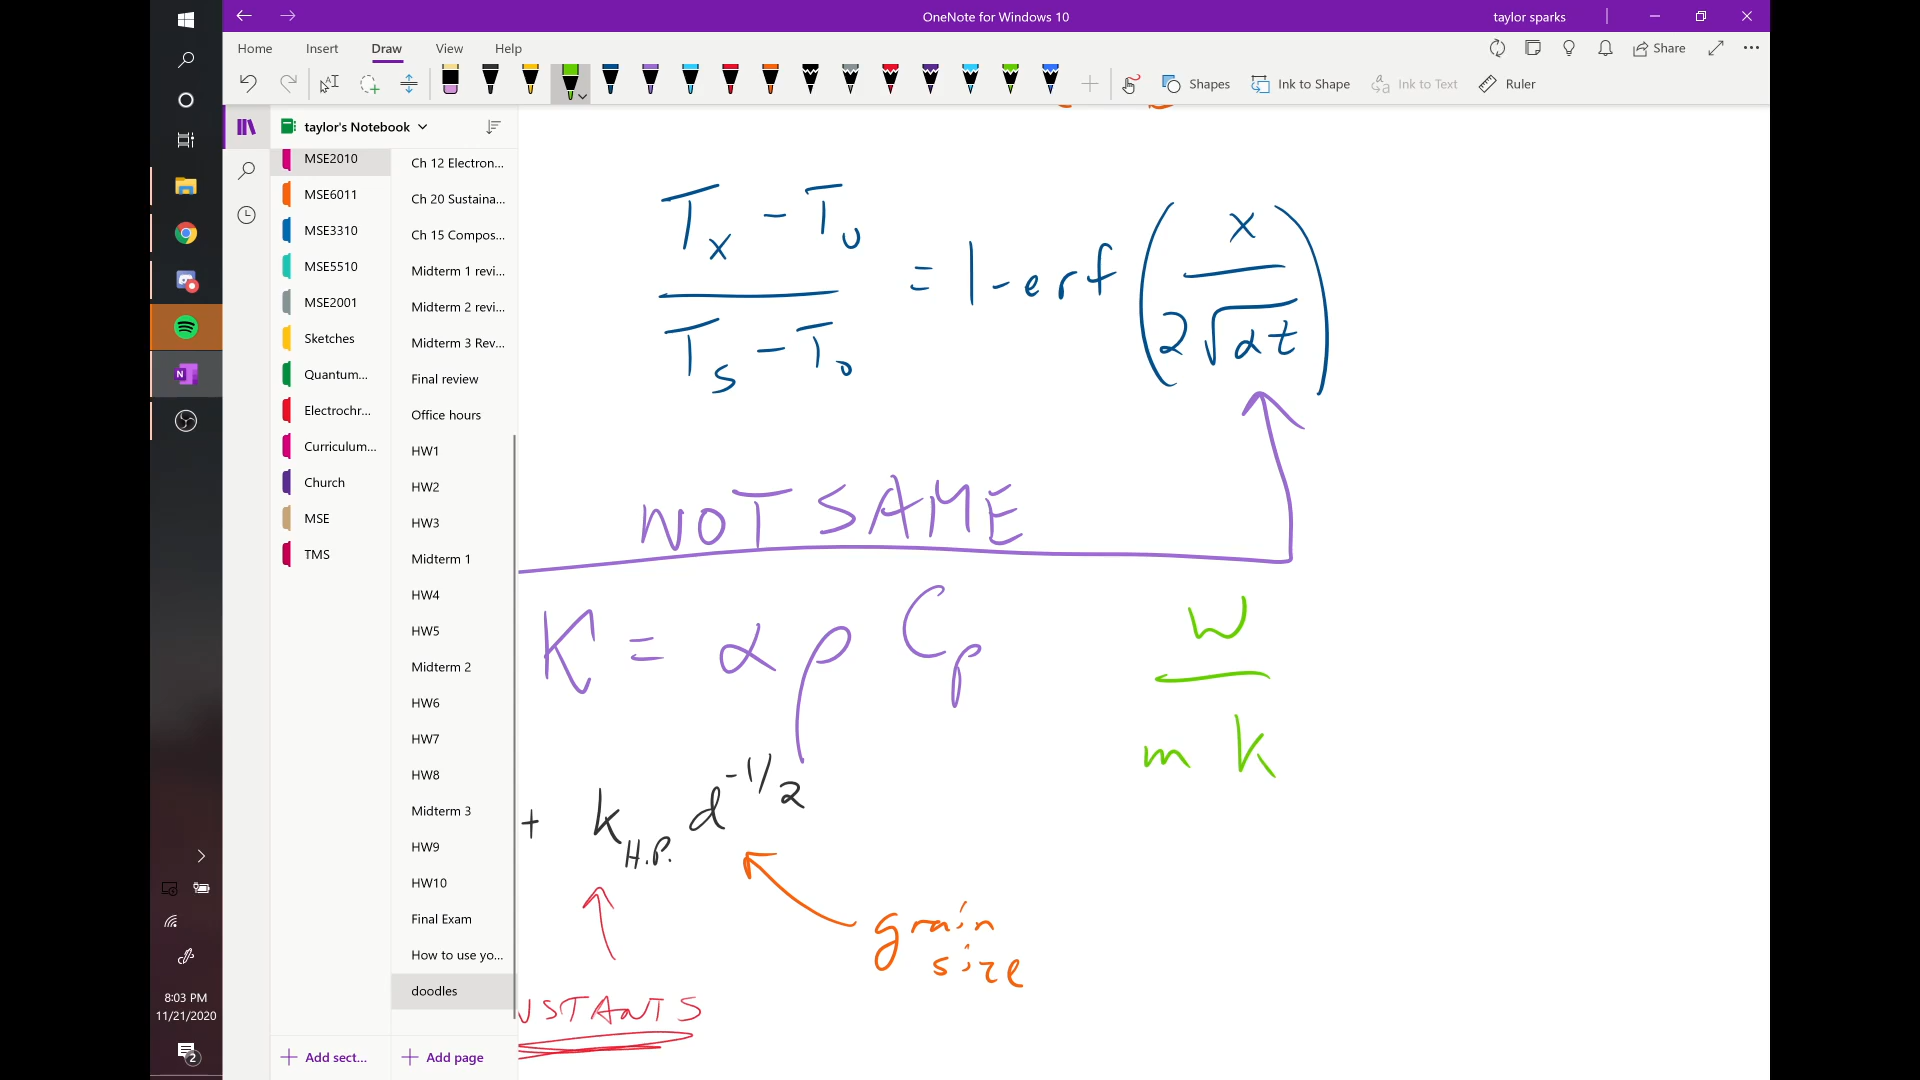 OneNote for Windows 10
taylor sparks
Home Insert Draw View Help
Share
Shapes Ink to Shape Ink to Text Ruler
taylor's Notebook
MSE2010
MSE6011
MSE3310
MSE5510
MSE2001
Sketches
Quantum...
Electrochr...
Curriculum...
Church
MSE
TMS
Add sect...
Ch 12 Electron...
Ch 20 Sustaina...
Ch 15 Compos...
Midterm 1 revi...
Midterm 2 revi...
Midterm 3 Rev...
Final review
Office hours
HW1
HW2
HW3
Midterm 1
HW4
HW5
Midterm 2
HW6
HW7
HW8
Midterm 3
HW9
HW10
Final Exam
How to use yo...
doodles
Add page
Tx - To / Ts - To = 1 - erf ( x / 2√αt )
NOT SAME
K = α ρ Cp
W / m k
+ k H.P. d -1/2
grain
size
STANTS
8:03 PM
11/21/2020
2